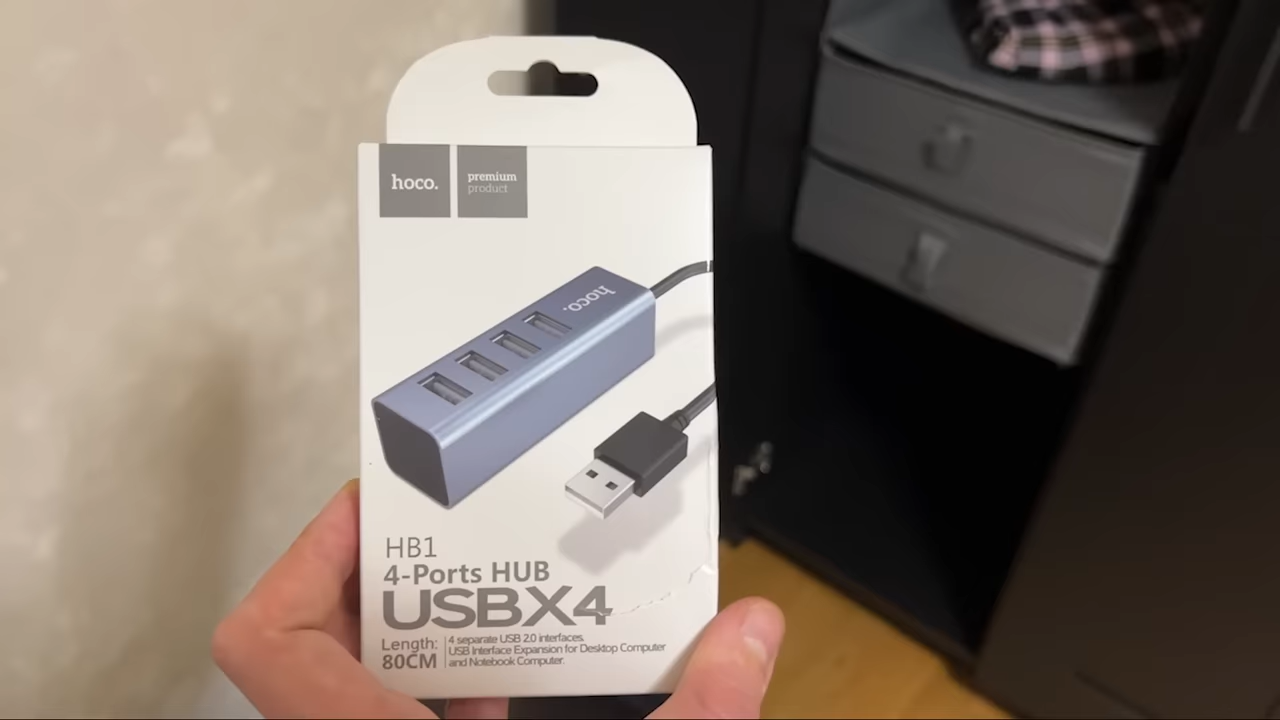 hoco.
premium
product
hoco.
HB1
4-Ports HUB
USBX4
Length:
80CM
4 separate USB 2.0 interfaces.
USB Interface Expansion for Desktop Computer
and Notebook Computer.